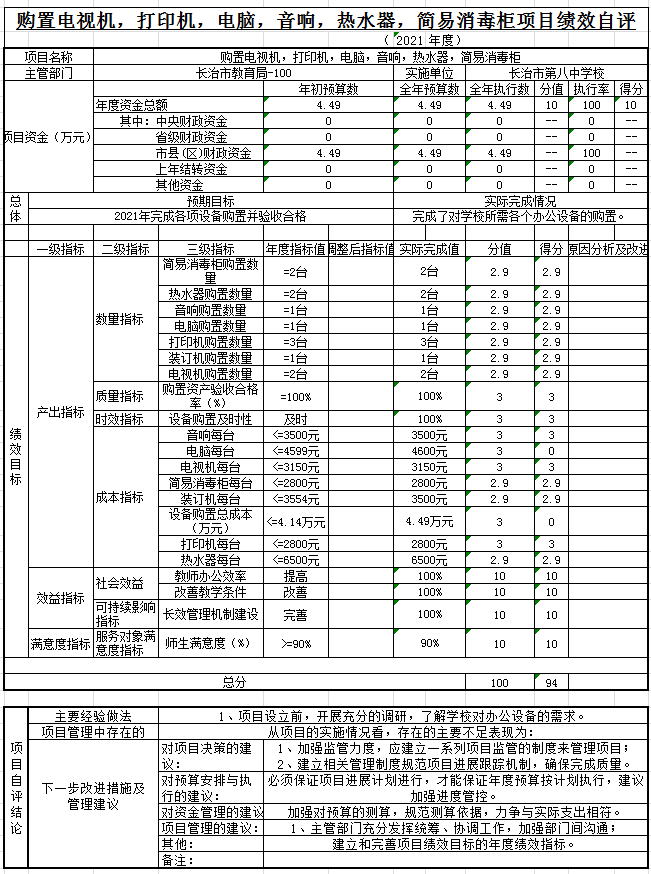 购置电视机，打印机，电脑，音响，热水器，简易消毒柜项目绩效自评
（ 2021 年度）
项目名称 购置电视机，打印机，电脑，音响，热水器，简易消毒柜
主管部门 长治市教育局-100 实施单位 长治市第八中学校
项目资金（万元） 年初预算数 全年预算数 全年执行数 分值 执行率 得分
年度资金总额 4.49 4.49 4.49 10 100 10
其中: 中央财政资金 0 0 0 -- 0 --
省级财政资金 0 0 0 -- 0 --
市县(区)财政资金 4.49 4.49 4.49 -- 100 --
上年结转资金 0 0 0 -- 0 --
其他资金 0 0 0 -- 0 --
总体 预期目标 实际完成情况
2021年完成各项设备购置并验收合格 完成了对学校所需各个办公设备的购置。
一级指标 二级指标 三级指标 年度指标值 调整后指标值 实际完成值 分值 得分 原因分析及改进
绩效目标 产出指标 数量指标 简易消毒柜购置数量 =2台 2台 2.9 2.9
热水器购置数量 =2台 2台 2.9 2.9
音响购置数量 =1台 1台 2.9 2.9
电脑购置数量 =1台 1台 2.9 2.9
打印机购置数量 =3台 3台 2.9 2.9
装订机购置数量 =1台 1台 2.9 2.9
电视机购置数量 =2台 2台 2.9 2.9
质量指标 购置资产验收合格率（%） =100% 100% 3 3
时效指标 设备购置及时性 及时 100% 3 3
成本指标 音响每台 <=3500元 3500元 3 3
电脑每台 <=4599元 4600元 3 0
电视机每台 <=3150元 3150元 3 3
简易消毒柜每台 <=2800元 2800元 2.9 2.9
装订机每台 <=3554元 3500元 2.9 2.9
设备购置总成本（万元） <=4.14万元 4.49万元 3 0
打印机每台 <=2800元 2800元 3 3
热水器每台 <=6500元 6500元 2.9 2.9
效益指标 社会效益 教师办公效率 提高 100% 10 10
改善教学条件 改善 100% 10 10
可持续影响指标 长效管理机制建设 完善 100% 10 10
满意度指标 服务对象满意度指标 师生满意度（%） >=90% 90% 10 10
总分 100 94
项目自评结论 主要经验做法 1、项目设立前，开展充分的调研，了解学校对办公设备的需求。
项目管理中存在的 从项目的实施情况看，存在的主要不足表现为：
下一步改进措施及管理建议 对项目决策的建议： 1、加强监管力度，应建立一系列项目监管的制度来管理项目；
2、建立相关管理制度规范项目进展跟踪机制，确保完成质量。
对预算安排与执行的建议： 必须保证项目进展计划进行，才能保证年度预算按计划执行，建议加强进度管控。
对资金管理的建议 加强对预算的测算，规范测算依据，力争与实际支出相符。
项目管理的建议： 1、主管部门充分发挥统筹、协调工作，加强部门间沟通；
其他： 建立和完善项目绩效目标的年度绩效指标。
备注：